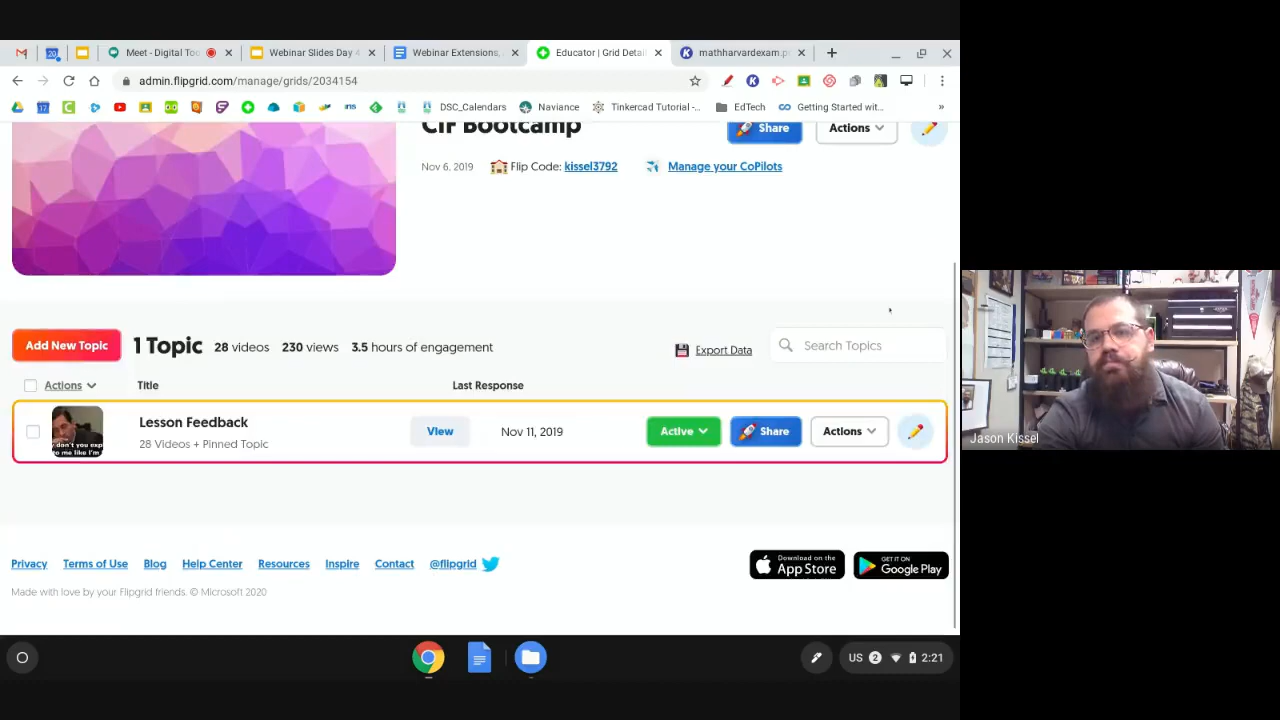 Meet - Digital Too
Webinar Slides Day 4
Webinar Extensions,
Educator | Grid Detai
mathharvardexam.p
admin.flipgrid.com/manage/grids/2034154
DSC_Calendars
Naviance
Tinkercad Tutorial -...
EdTech
Getting Started wit...
»
CIF Bootcamp
Share
Actions
Nov 6, 2019
Flip Code: kissel3792
Manage your CoPilots
Add New Topic
1 Topic
28 videos
230 views
3.5 hours of engagement
Export Data
Search Topics
Actions
Title
Last Response
Lesson Feedback
28 Videos + Pinned Topic
View
Nov 11, 2019
Active
Share
Actions
Jason Kissel
Privacy
Terms of Use
Blog
Help Center
Resources
Inspire
Contact
@flipgrid
Download on the
App Store
GET IT ON
Google Play
Made with love by your Flipgrid friends. © Microsoft 2020
US
2
2:21